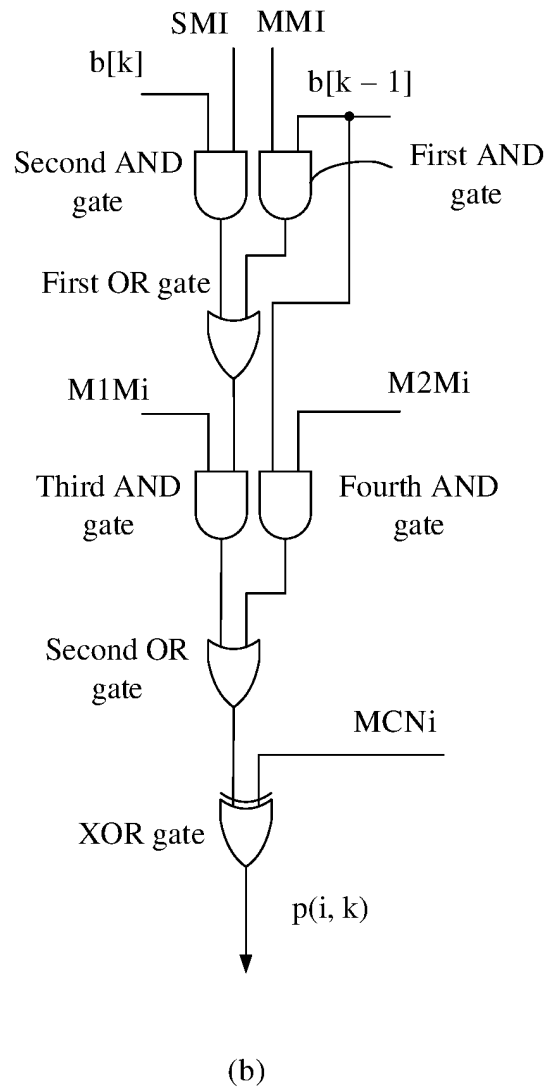 SMI MMI
b[k]
b[k – 1]
Second AND
gate
First AND
gate
First OR gate
M1Mi
M2Mi
Third AND
gate
Fourth AND
gate
Second OR
gate
MCNi
XOR gate
p(i, k)
(b)